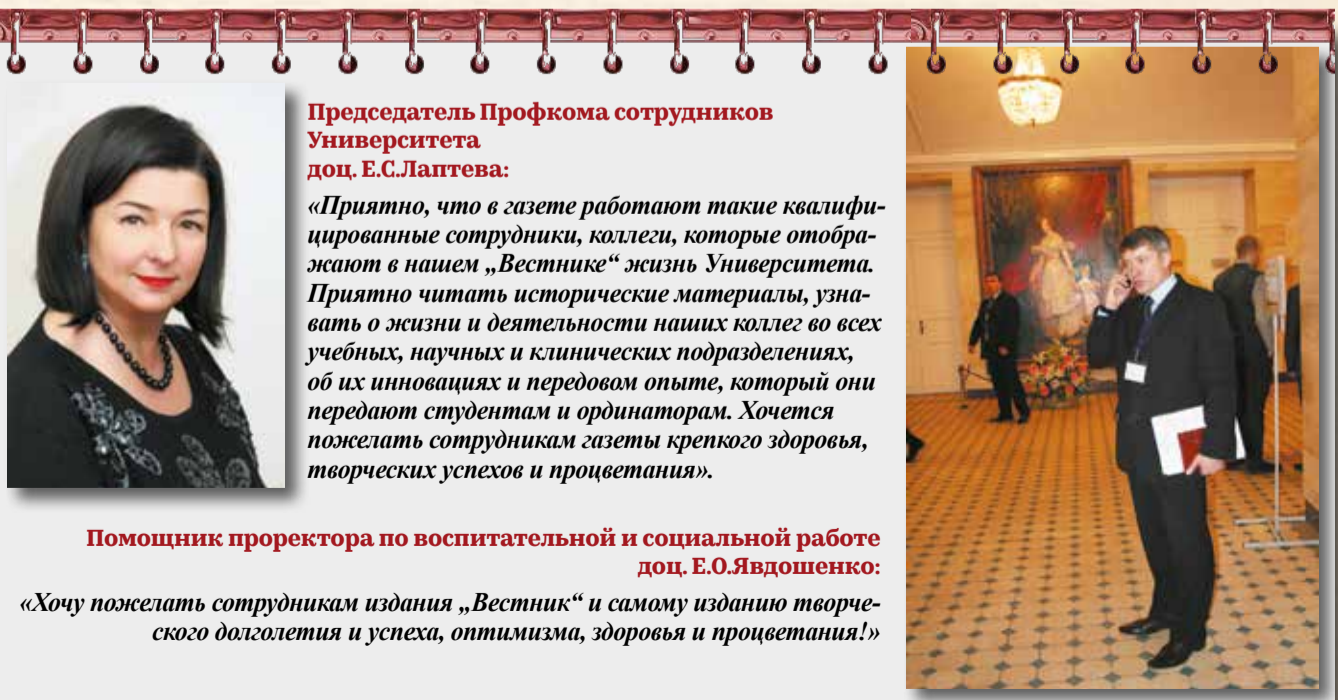 Председатель Профкома сотрудников
Университета
доц. Е.С.Лаптева:
«Приятно, что в газете работают такие квалифи-
цированные сотрудники, коллеги, которые отобра-
жают в нашем „Вестнике“ жизнь Университета.
Приятно читать исторические материалы, узна-
вать о жизни и деятельности наших коллег во всех
учебных, научных и клинических подразделениях,
об их инновациях и передовом опыте, который они
передают студентам и ординаторам. Хочется
пожелать сотрудникам газеты крепкого здоровья,
творческих успехов и процветания».
Помощник проректора по воспитательной и социальной работе
доц. Е.О.Явдошенко:
«Хочу пожелать сотрудникам издания „Вестник“ и самому изданию творче-
ского долголетия и успеха, оптимизма, здоровья и процветания!»